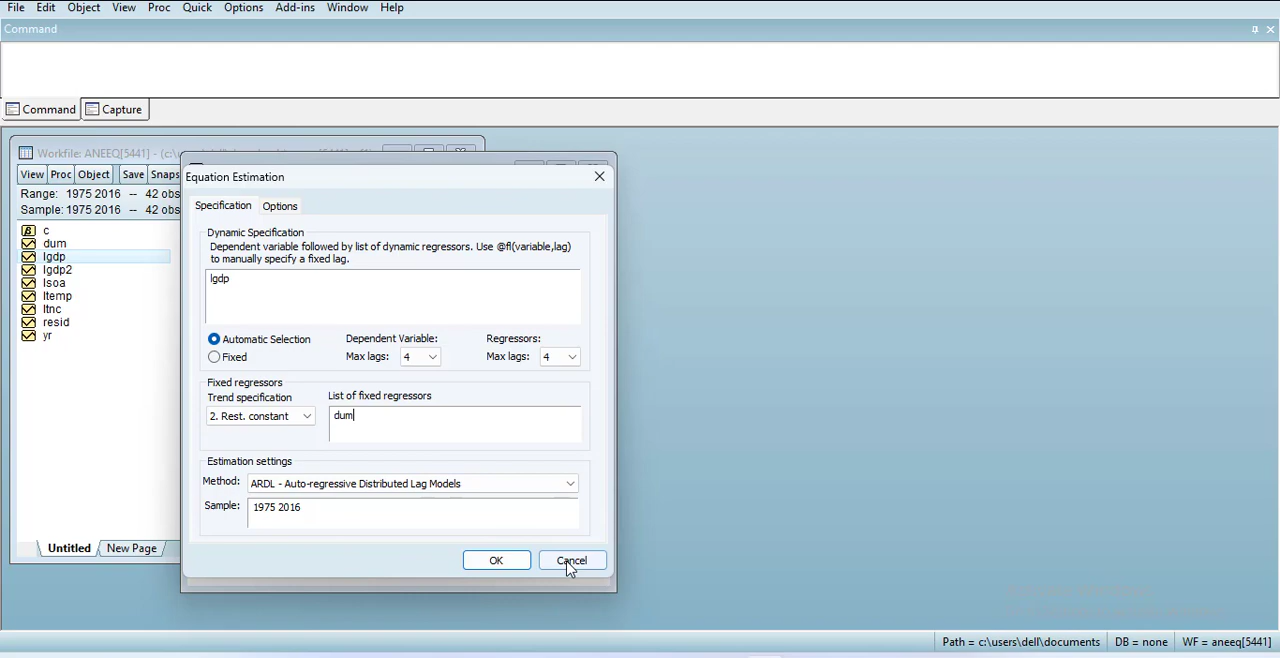 File Edit Object View Proc Quick Options Add-ins Window Help
Command
Command Capture
Workfile: ANEEQ[5441] - (c:\
View Proc Object Save Snaps
Range: 1975 2016 -- 42 obs
Sample: 1975 2016 -- 42 obs
c
dum
lgdp
lgdp2
lsoa
ltemp
ltnc
resid
yr
Untitled New Page
Equation Estimation
Specification Options
Dynamic Specification
Dependent variable followed by list of dynamic regressors. Use @fl(variable,lag)
to manually specify a fixed lag.
lgdp
Automatic Selection Dependent Variable: Regressors:
Fixed Max lags: 4 Max lags: 4
Fixed regressors
Trend specification List of fixed regressors
2. Rest. constant dum
Estimation settings
Method: ARDL - Auto-regressive Distributed Lag Models
Sample: 1975 2016
OK Cancel
Path = c:\users\dell\documents DB = none WF = aneeq[5441]